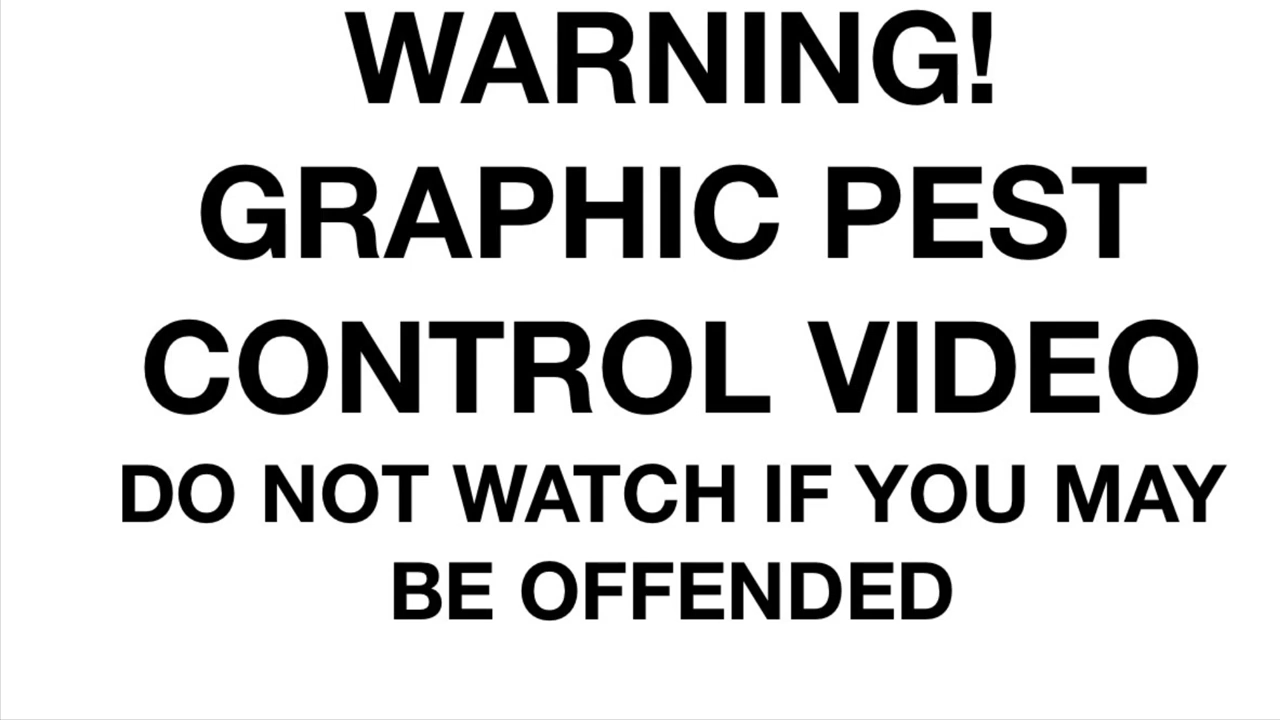 WARNING!
GRAPHIC PEST
CONTROL VIDEO
DO NOT WATCH IF YOU MAY
BE OFFENDED